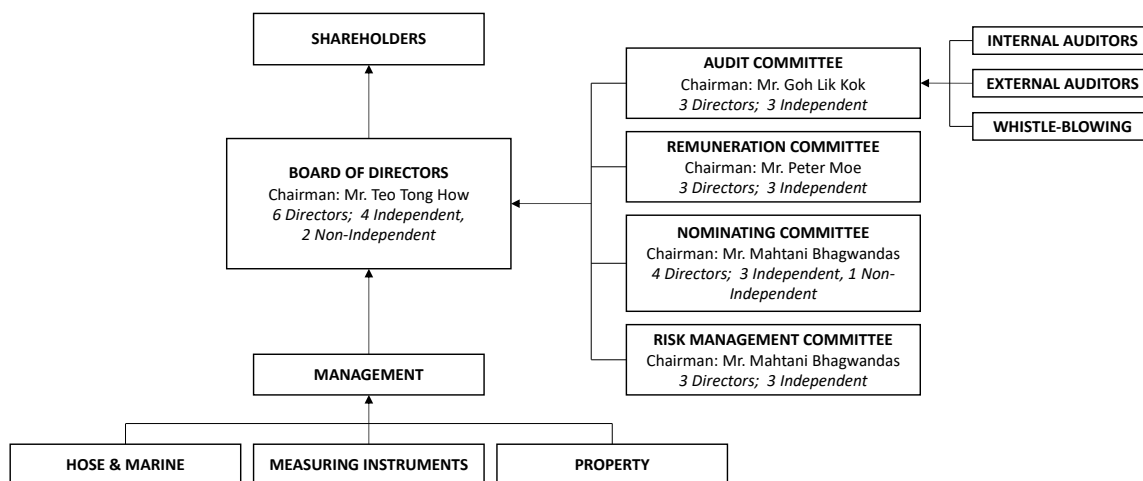 SHAREHOLDERS
BOARD OF DIRECTORS
Chairman: Mr. Teo Tong How
6 Directors; 4 Independent,
2 Non-Independent
MANAGEMENT
HOSE & MARINE
MEASURING INSTRUMENTS
PROPERTY
AUDIT COMMITTEE
Chairman: Mr. Goh Lik Kok
3 Directors; 3 Independent
REMUNERATION COMMITTEE
Chairman: Mr. Peter Moe
3 Directors; 3 Independent
NOMINATING COMMITTEE
Chairman: Mr. Mahtani Bhagwandas
4 Directors; 3 Independent, 1 Non-
Independent
RISK MANAGEMENT COMMITTEE
Chairman: Mr. Mahtani Bhagwandas
3 Directors; 3 Independent
INTERNAL AUDITORS
EXTERNAL AUDITORS
WHISTLE-BLOWING